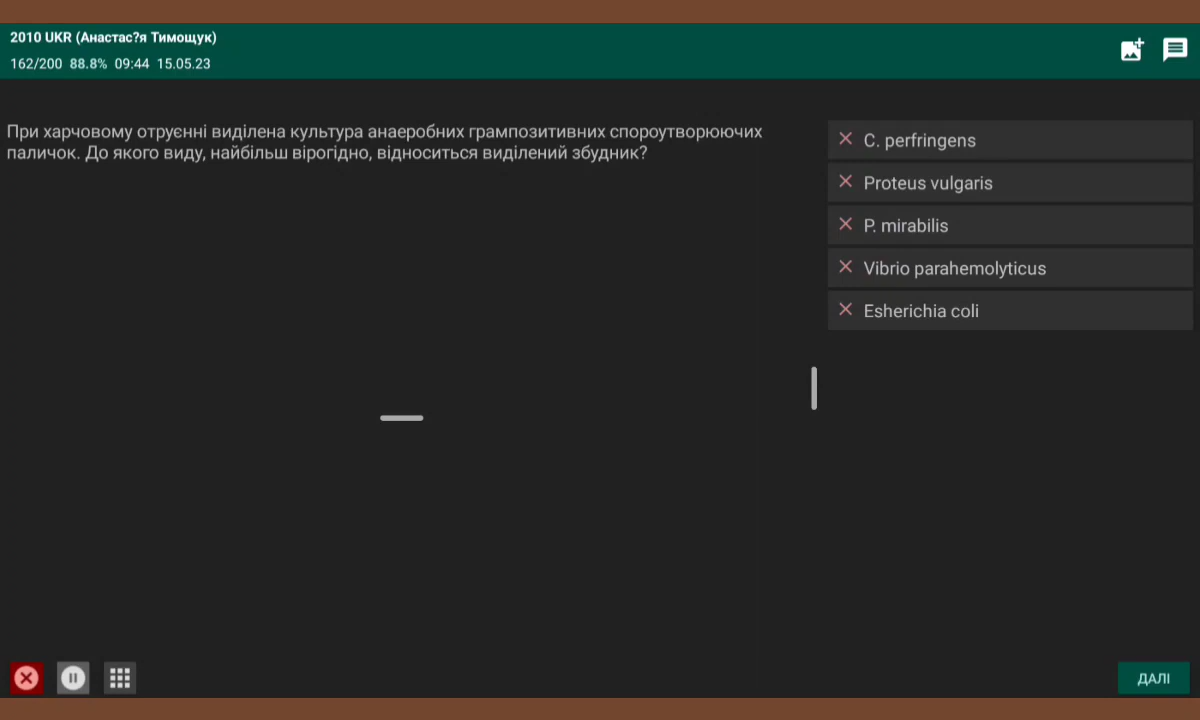 2010 UKR (Анастас?я Тимощук)
162/200 88.8% 09:44 15.05.23
При харчовому отруєнні виділена культура анаеробних грампозитивних спороутворюючих
паличок. До якого виду, найбільш вірогідно, відноситься виділений збудник?
C. perfringens
Proteus vulgaris
P. mirabilis
Vibrio parahemolyticus
Esherichia coli
ДАЛІ